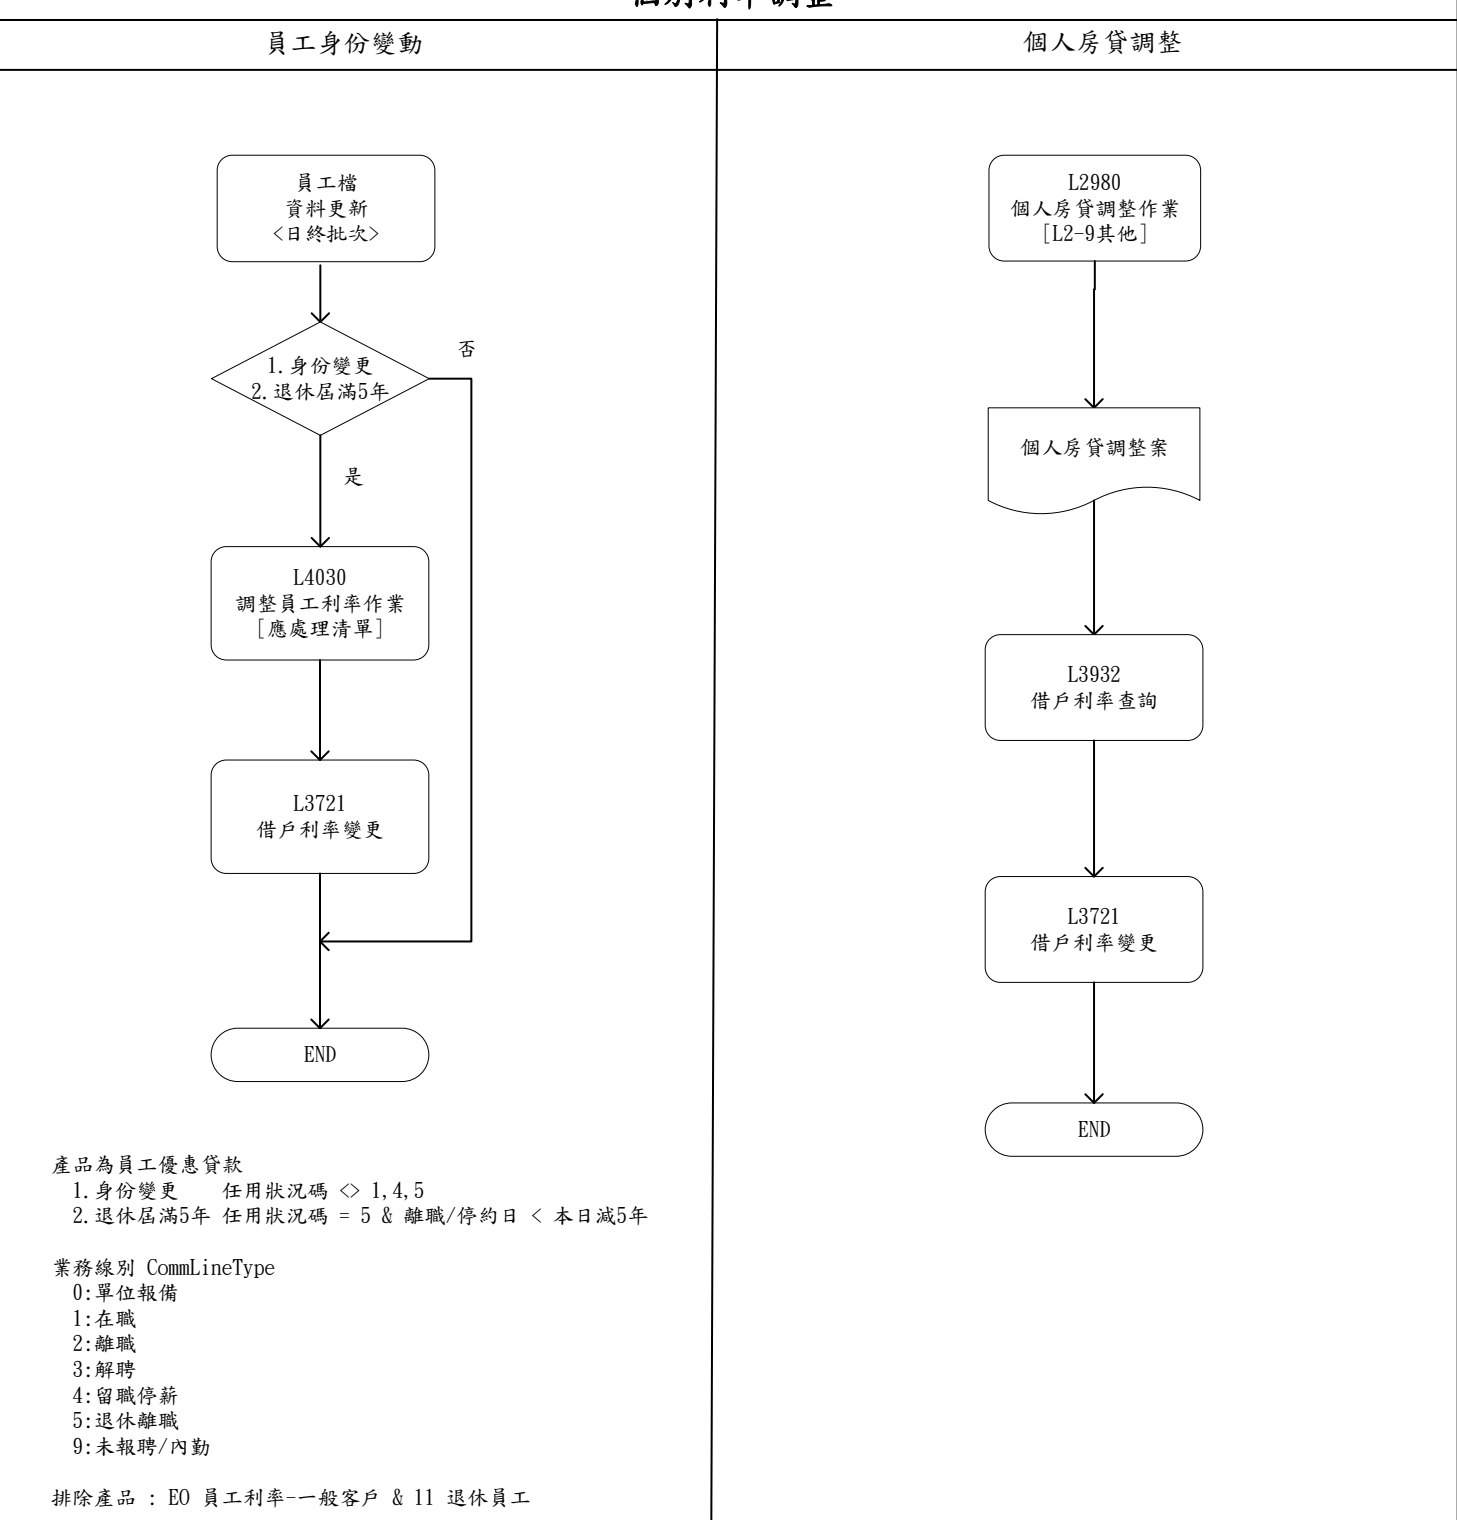 個別利率調整
員工身份變動
個人房貸調整
員工檔
資料更新
<日終批次>
1.身份變更
2.退休屆滿5年
否
是
L4030
調整員工利率作業
[應處理清單]
L3721
借戶利率變更
END
產品為員工優惠貸款
1.身份變更 任用狀況碼 <> 1,4,5
2.退休屆滿5年 任用狀況碼 = 5 & 離職/停約日 < 本日減5年
業務線別 CommLineType
0:單位報備
1:在職
2:離職
3:解聘
4:留職停薪
5:退休離職
9:未報聘/內勤
排除產品 : EO 員工利率-一般客戶 & 11 退休員工
L2980
個人房貸調整作業
[L2-9其他]
個人房貸調整案
L3932
借戶利率查詢
L3721
借戶利率變更
END